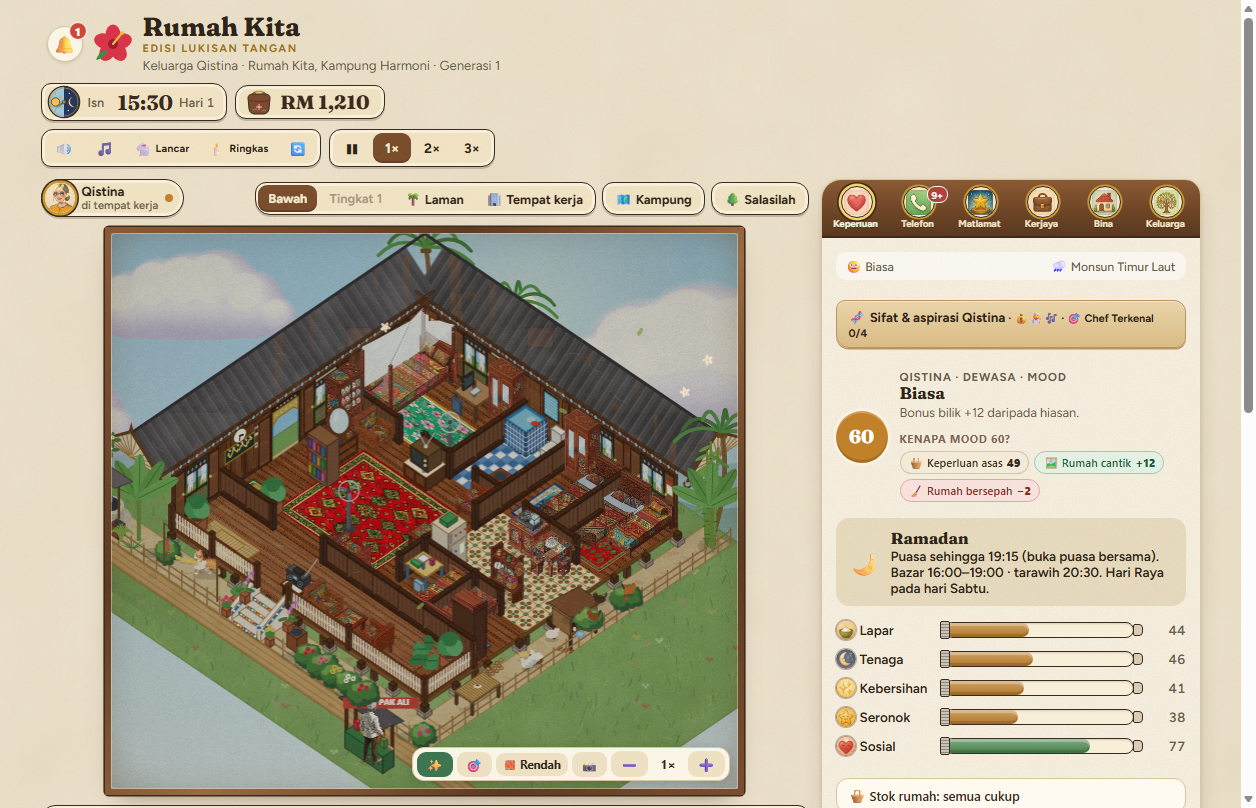 1
Rumah Kita
EDISI LUKISAN TANGAN
Keluarga Qistina · Rumah Kita, Kampung Harmoni · Generasi 1
Isn 15:30 Hari 1
RM 1,210
Lancar
Ringkas
1×
2×
3×
Qistina
di tempat kerja
Bawah
Tingkat 1
Laman
Tempat kerja
Kampung
Salasilah
9+
Keperluan
Telefon
Matlamat
Kerjaya
Bina
Keluarga
Biasa
Monsun Timur Laut
Sifat & aspirasi Qistina · · Chef Terkenal
0/4
QISTINA · DEWASA · MOOD
Biasa
Bonus bilik +12 daripada hiasan.
60
KENAPA MOOD 60?
Keperluan asas 49
Rumah cantik +12
Rumah bersepah −2
Ramadan
Puasa sehingga 19:15 (buka puasa bersama).
Bazar 16:00–19:00 · tarawih 20:30. Hari Raya
pada hari Sabtu.
Lapar 44
Tenaga 46
Kebersihan 41
Seronok 38
Sosial 77
Stok rumah: semua cukup
PAK ALI
Rendah
1×